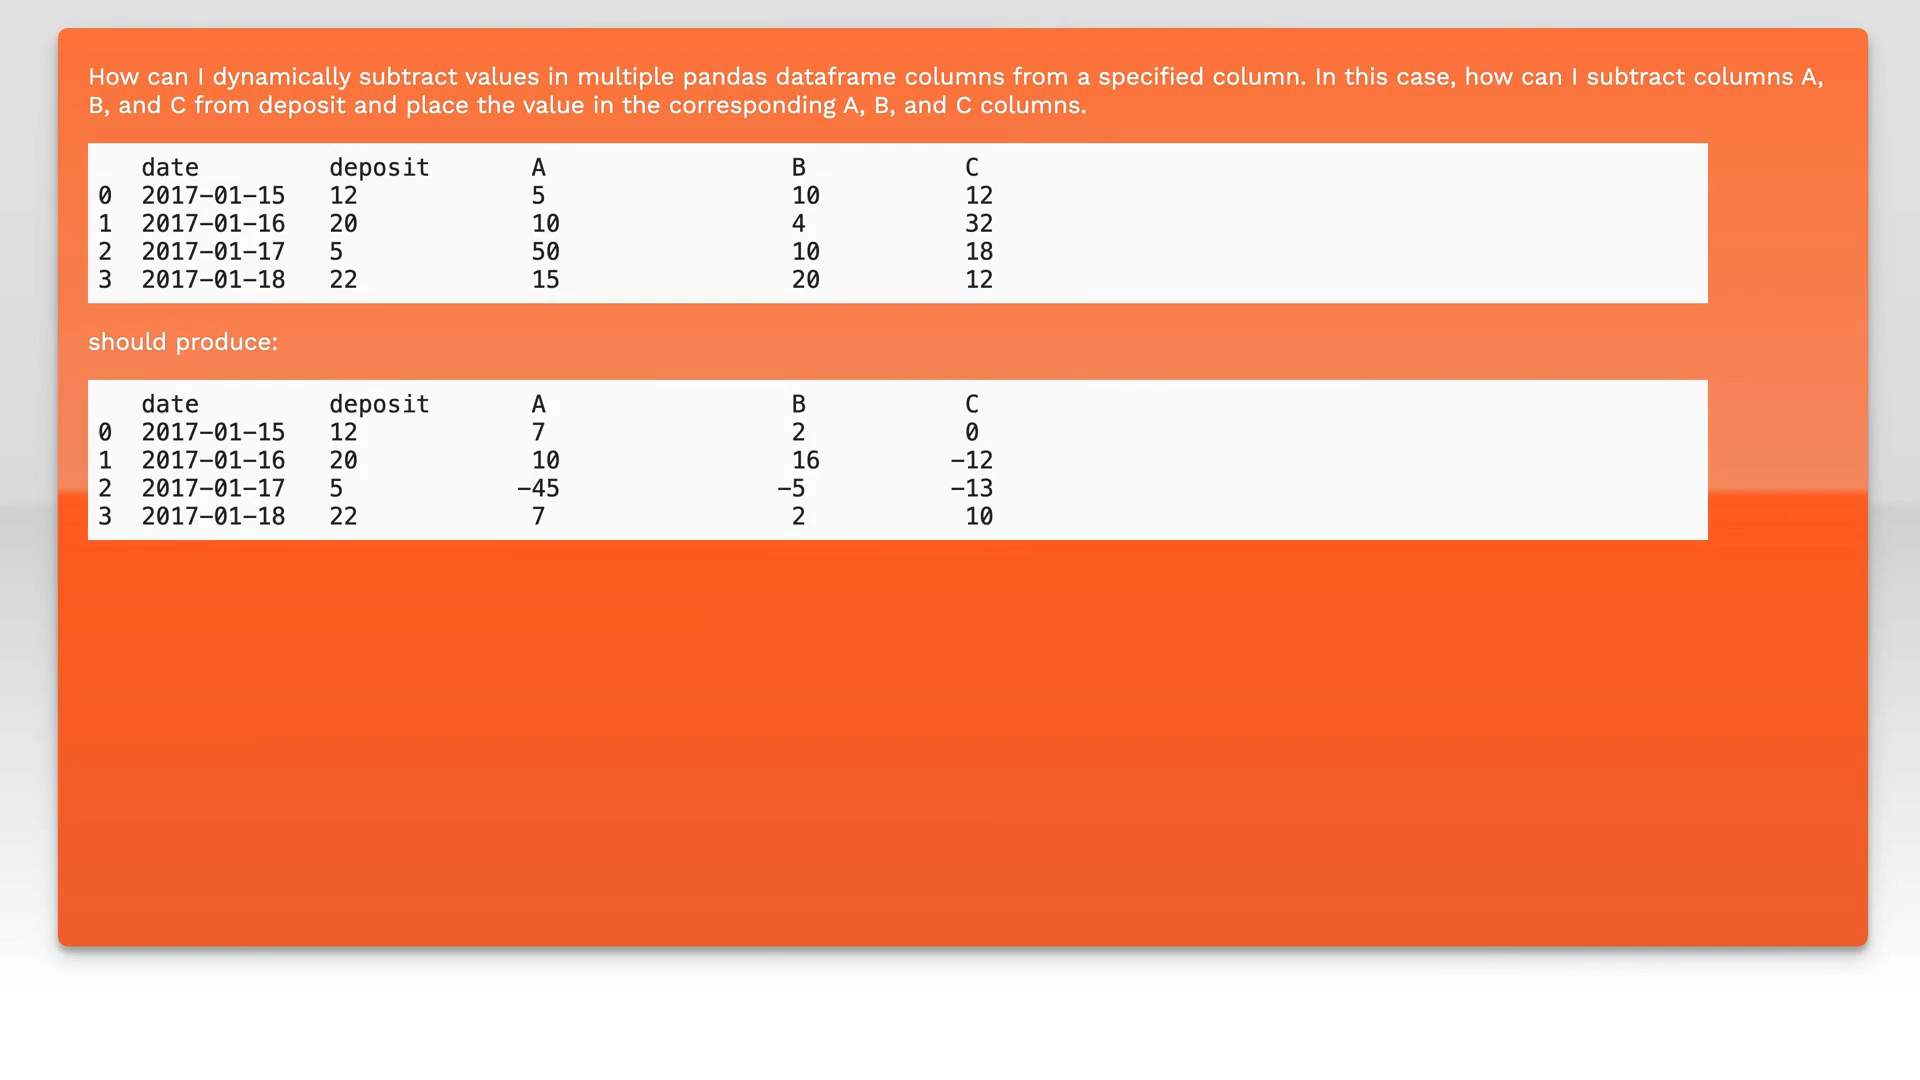 How can I dynamically subtract values in multiple pandas dataframe columns from a specified column. In this case, how can I subtract columns A,
B, and C from deposit and place the value in the corresponding A, B, and C columns.
date deposit A B C
0 2017-01-15 12 5 10 12
1 2017-01-16 20 10 4 32
2 2017-01-17 5 50 10 18
3 2017-01-18 22 15 20 12
should produce:
date deposit A B C
0 2017-01-15 12 7 2 0
1 2017-01-16 20 10 16 -12
2 2017-01-17 5 -45 -5 -13
3 2017-01-18 22 7 2 10